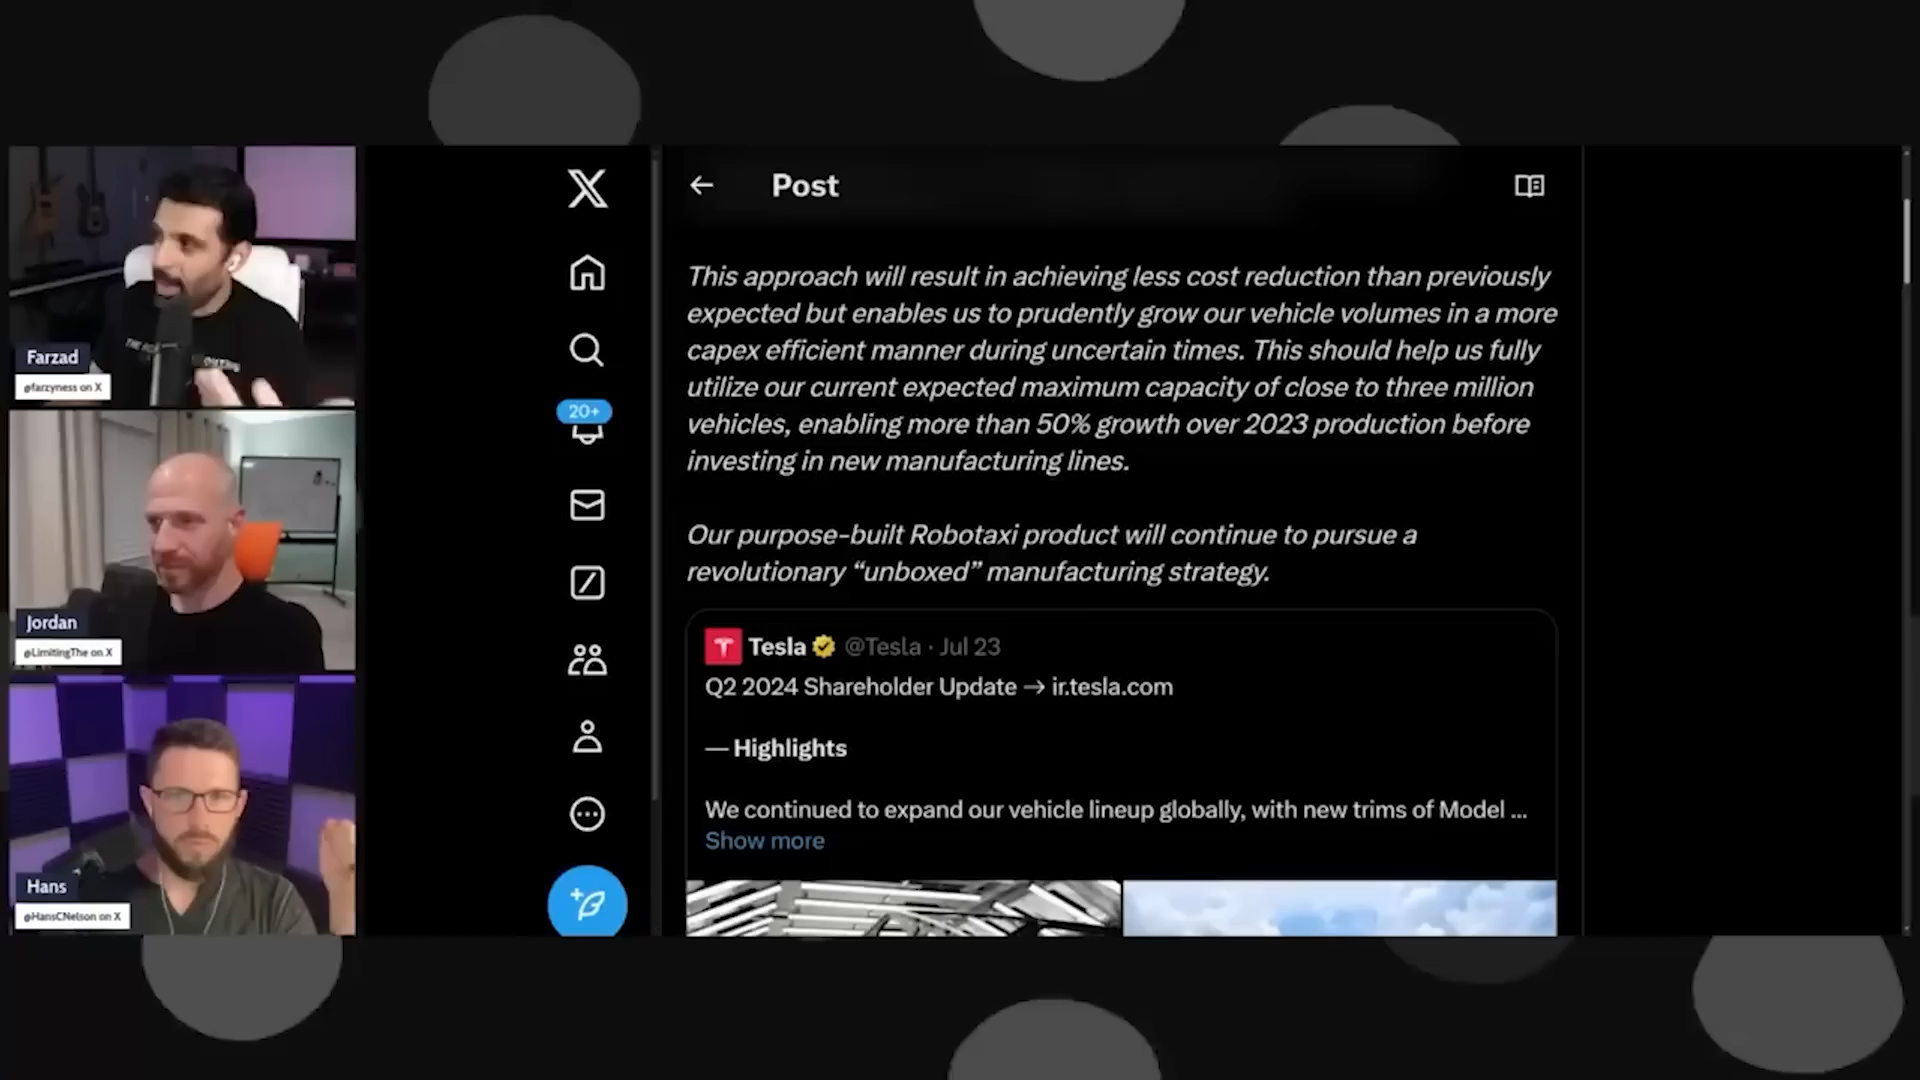 Post
This approach will result in achieving less cost reduction than previously
expected but enables us to prudently grow our vehicle volumes in a more
capex efficient manner during uncertain times. This should help us fully
utilize our current expected maximum capacity of close to three million
vehicles, enabling more than 50% growth over 2023 production before
investing in new manufacturing lines.
Our purpose-built Robotaxi product will continue to pursue a
revolutionary “unboxed” manufacturing strategy.
Tesla @Tesla · Jul 23
Q2 2024 Shareholder Update → ir.tesla.com
— Highlights
We continued to expand our vehicle lineup globally, with new trims of Model ...
Show more
20+
Farzad
@farzyness on X
Jordan
@LimitingThe on X
Hans
@HansCNelson on X